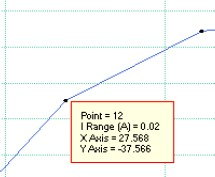 Point = 12
I Range (A) = 0.02
X Axis = 27.568
Y Axis = -37.566